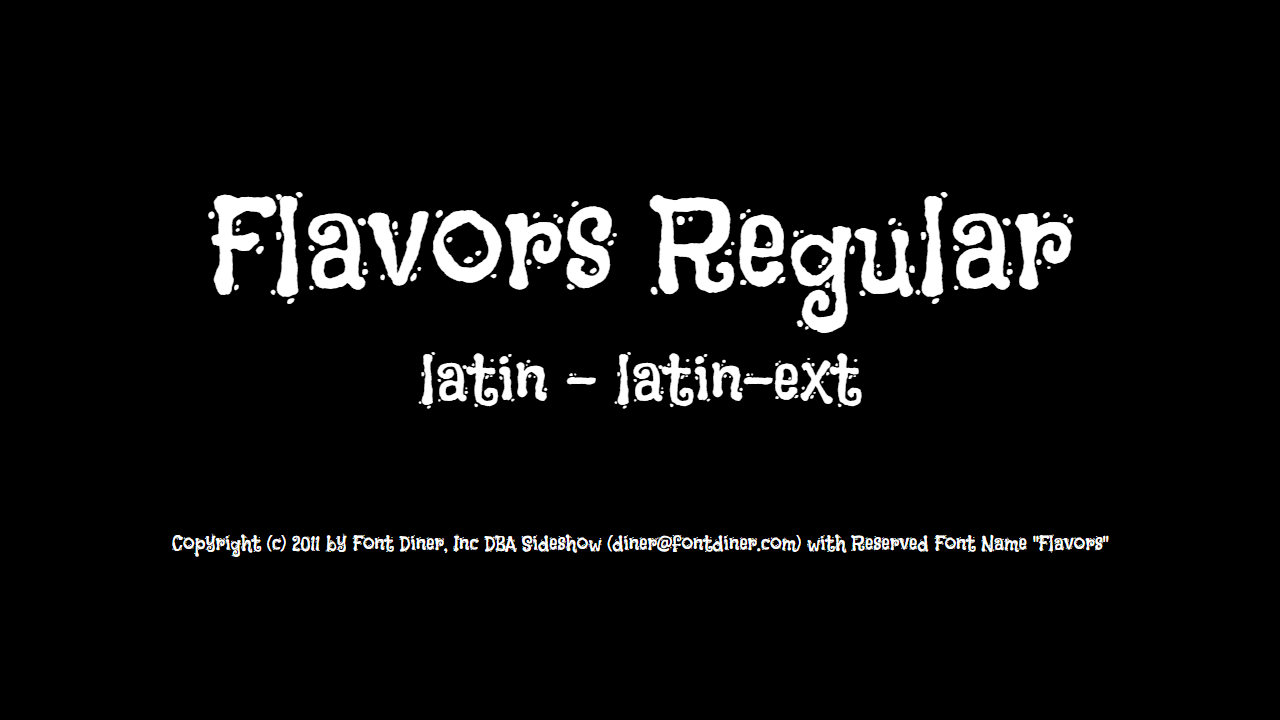 Flavors Regular
latin - latin-ext
Copyright (c) 2011 by Font Diner, Inc DBA Sideshow (diner@fontdiner.com) with Reserved Font Name "Flavors"